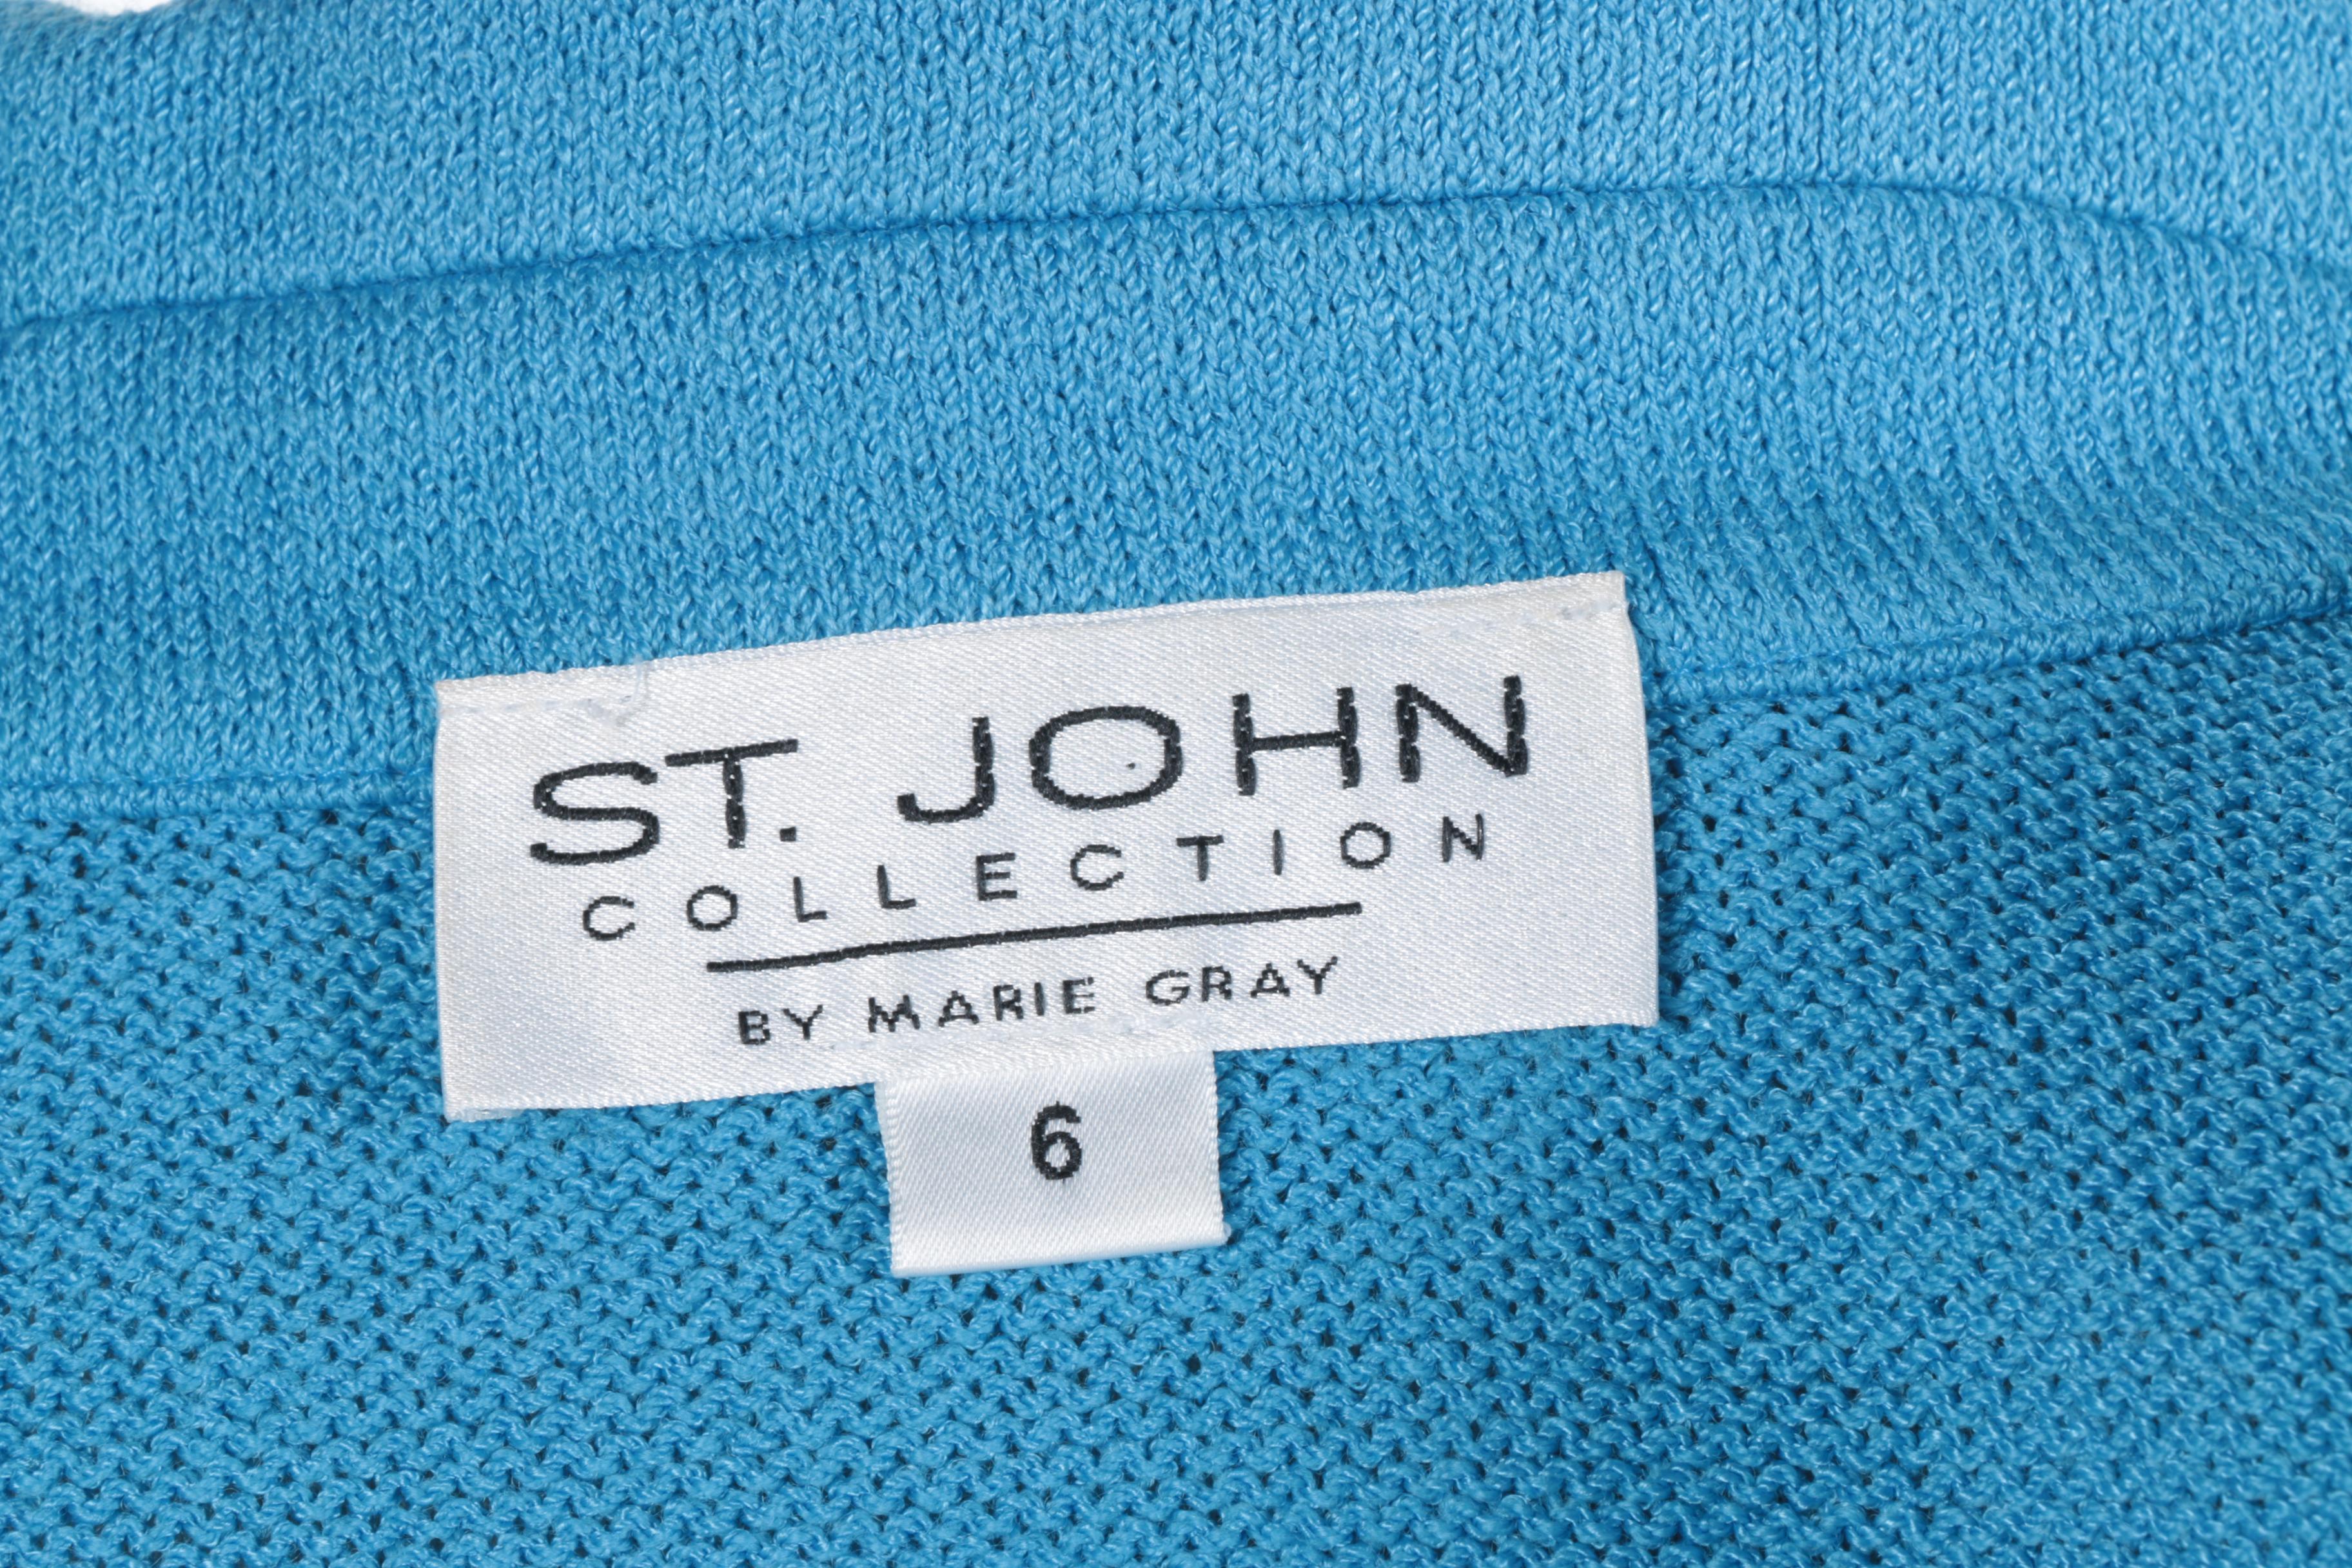 ST. JOHN
COLLECTION
BY MARIE GRAY
6